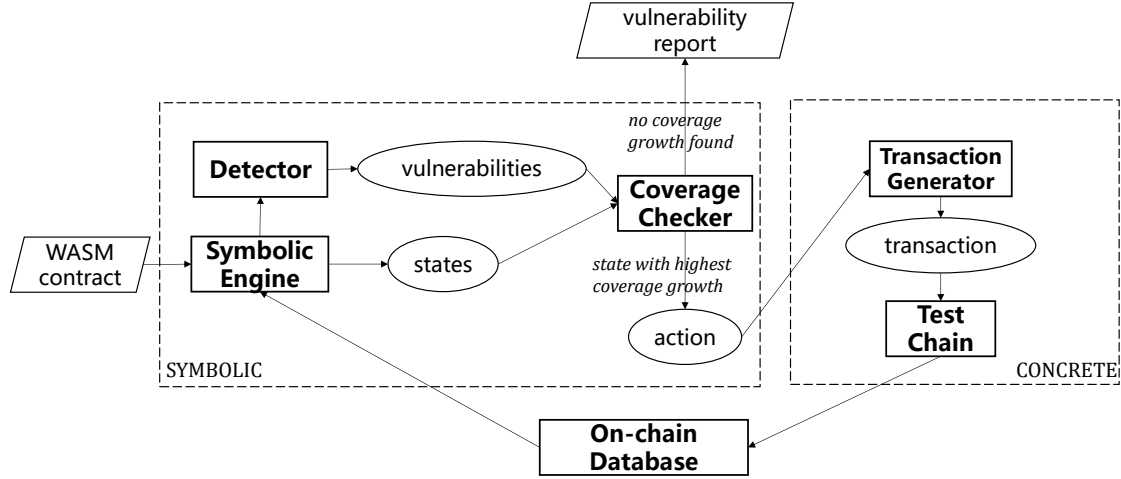 vulnerability
report
no coverage
growth found
Detector
vulnerabilities
Coverage
Checker
Transaction
Generator
WASM
contract
Symbolic
Engine
states
state with highest
coverage growth
transaction
action
Test
Chain
SYMBOLIC
CONCRETE
On-chain
Database